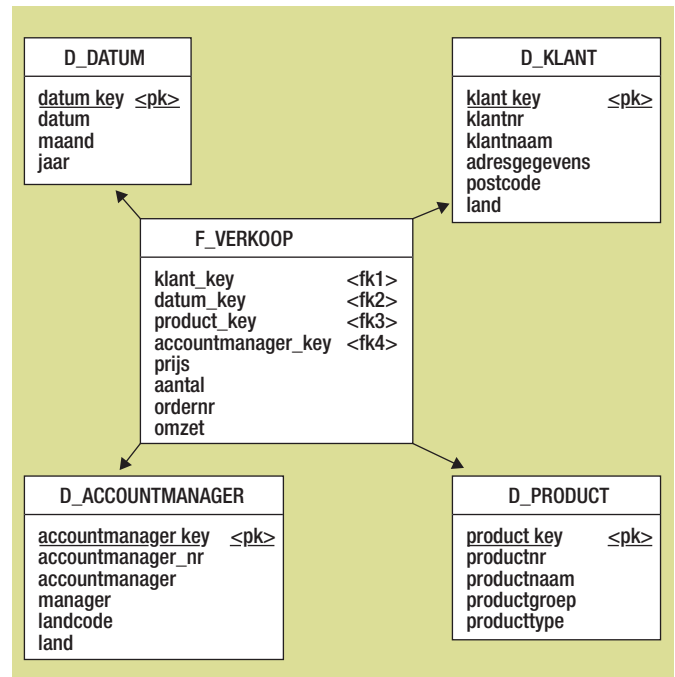 D_DATUM
datum key <pk>
datum
maand
jaar
D_KLANT
klant key <pk>
klantnr
klantnaam
adresgegevens
postcode
land
F_VERKOOP
klant_key <fk1>
datum_key <fk2>
product_key <fk3>
accountmanager_key <fk4>
prijs
aantal
ordernr
omzet
D_ACCOUNTMANAGER
accountmanager key <pk>
accountmanager_nr
accountmanager
manager
landcode
land
D_PRODUCT
product key <pk>
productnr
productnaam
productgroep
producttype